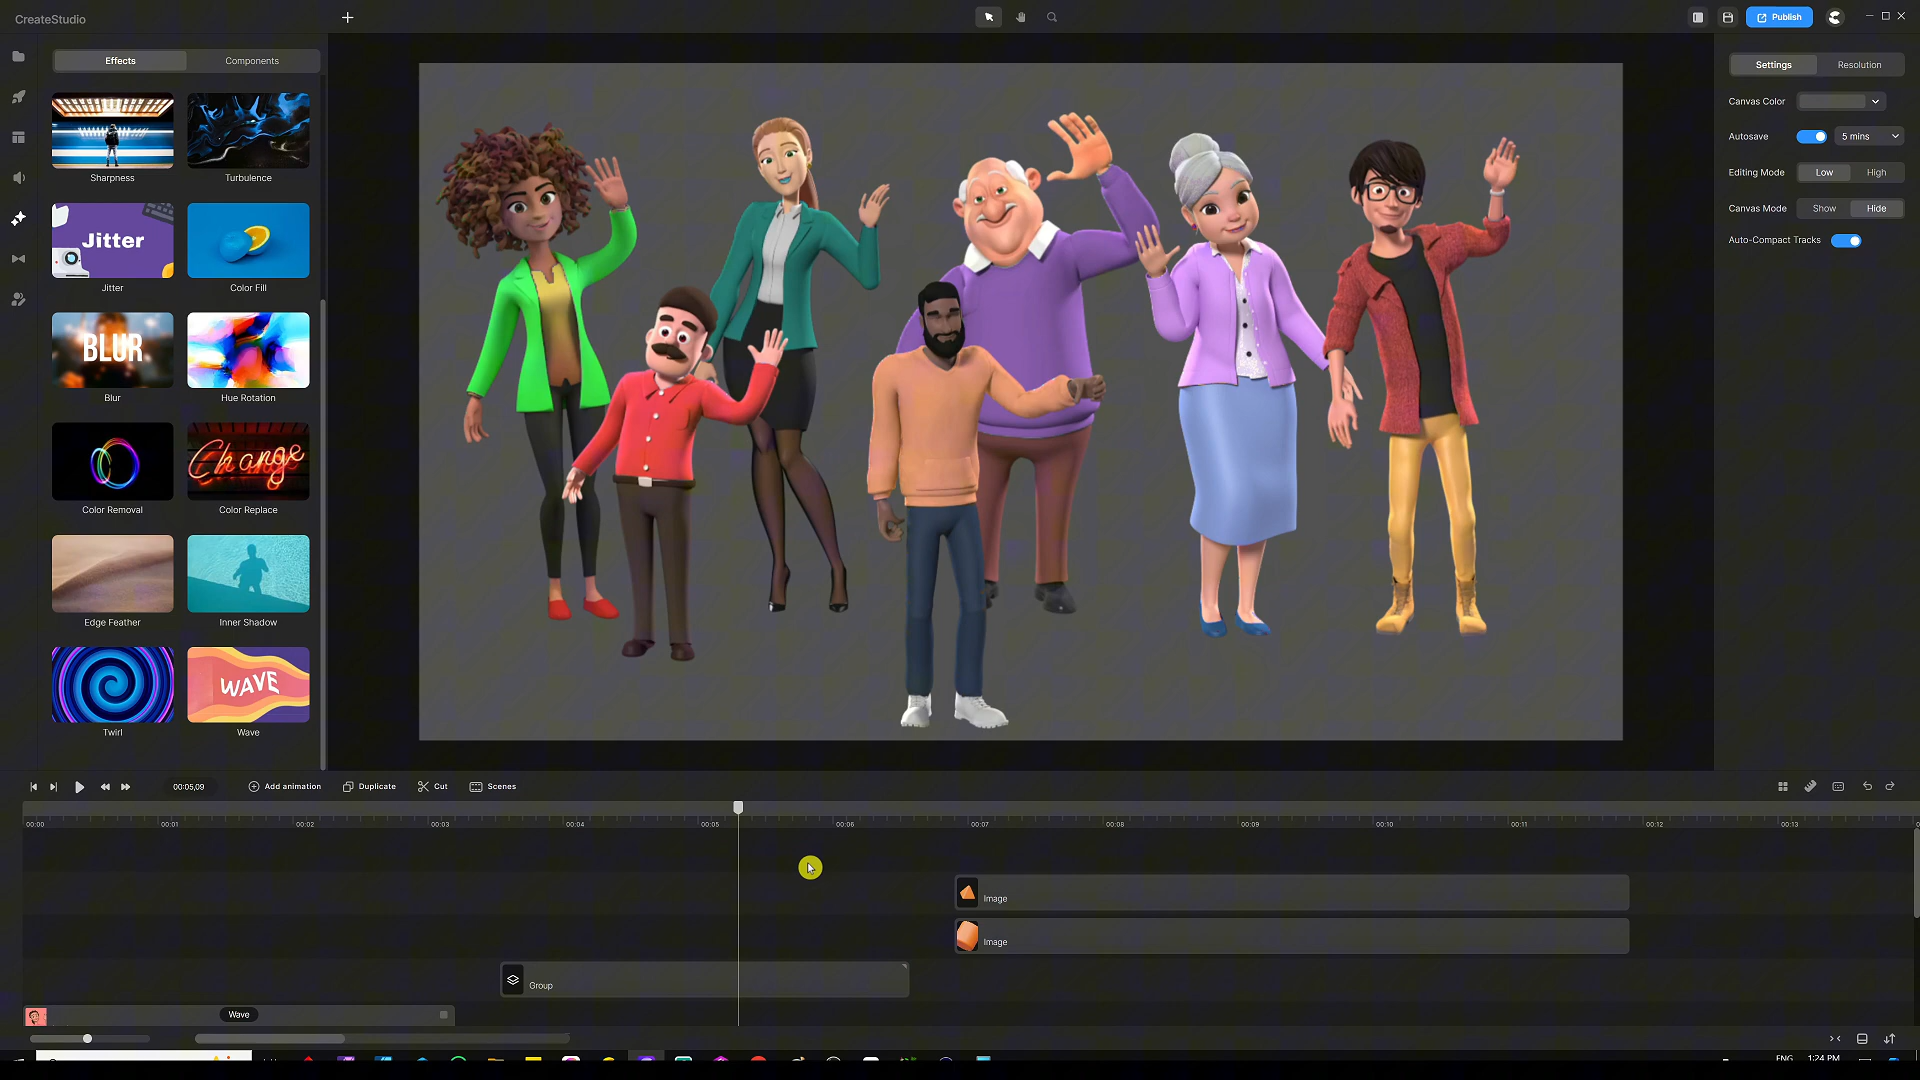 CreateStudio
Publish
Effects
Components
Settings
Resolution
Canvas Color
Autosave
5 mins
Editing Mode
Low
High
Canvas Mode
Show
Hide
Auto-Compact Tracks
Sharpness
Turbulence
Jitter
Jitter
Color Fill
BLUR
Blur
Hue Rotation
Color Removal
Change
Color Replace
Edge Feather
Inner Shadow
Twirl
WAVE
Wave
00:05,09
Add animation
Duplicate
Cut
Scenes
00:00
00:01
00:02
00:03
00:04
00:05
00:06
00:07
00:08
00:09
00:10
00:11
00:12
00:13
Image
Image
Group
Wave
ENG
1:24 PM